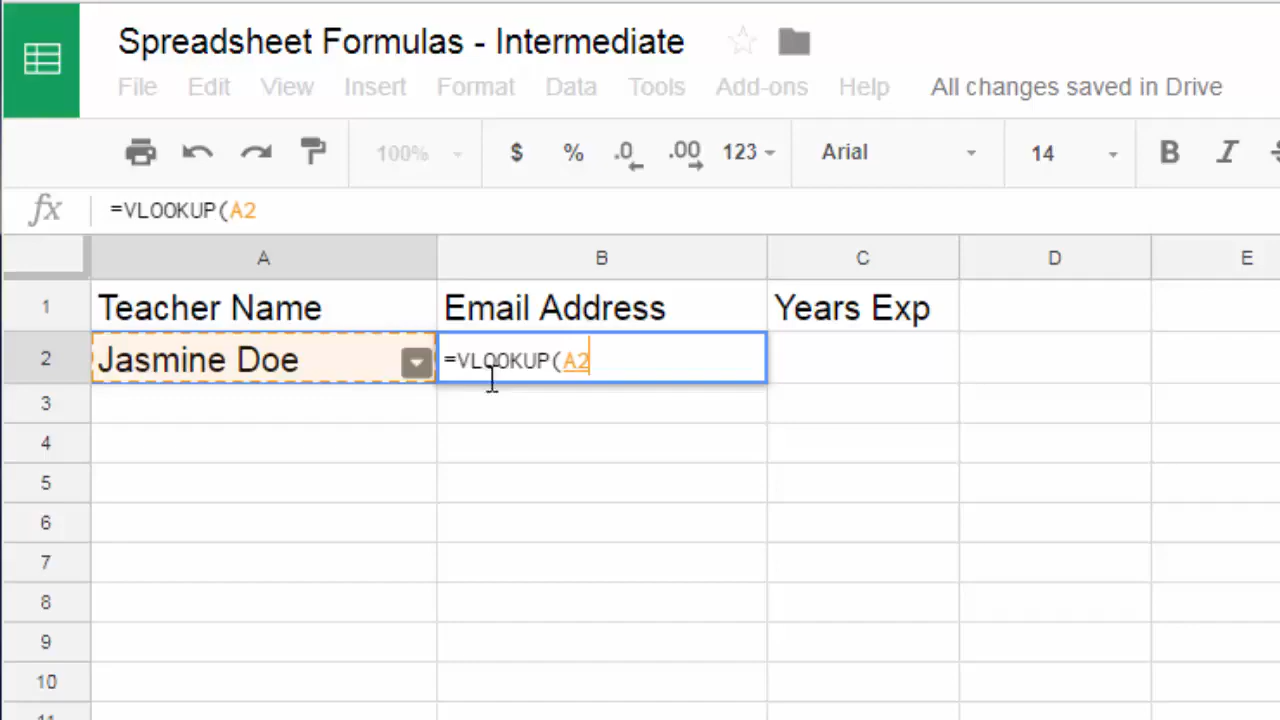 Spreadsheet Formulas - Intermediate
File Edit View Insert Format Data Tools Add-ons Help All changes saved in Drive
100% $ % .0 .00 123 Arial 14 B I
fx =VLOOKUP(A2
A B C D E
1 Teacher Name Email Address Years Exp
2 Jasmine Doe =VLOOKUP(A2
3
4
5
6
7
8
9
10
11